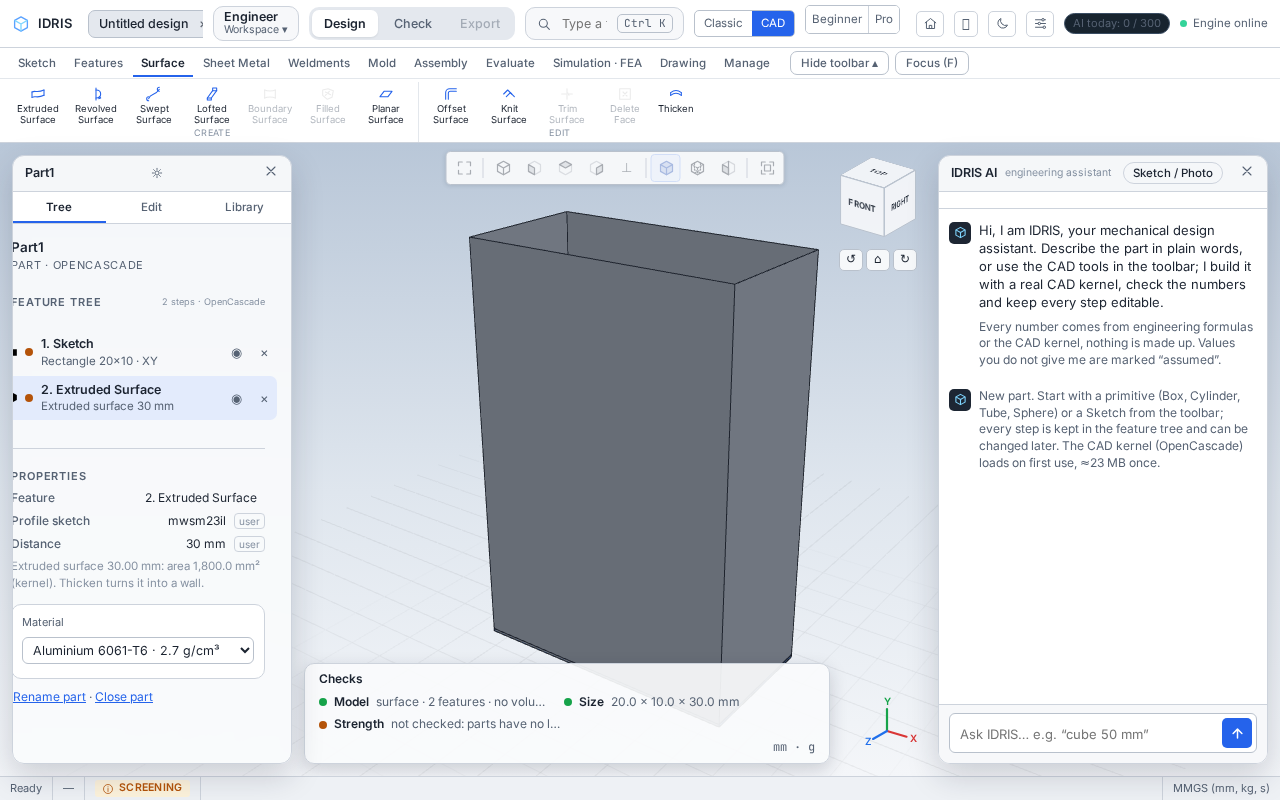 IDRIS
Untitled design
Engineer
Workspace ▾
Design
Check
Export
Type a
Ctrl K
Classic
CAD
Beginner
Pro
AI today: 0 / 300
Engine online
Sketch
Features
Surface
Sheet Metal
Weldments
Mold
Assembly
Evaluate
Simulation · FEA
Drawing
Manage
Hide toolbar ▴
Focus (F)
Extruded Surface
Revolved Surface
Swept Surface
Lofted Surface
Boundary Surface
Filled Surface
Planar Surface
CREATE
Offset Surface
Knit Surface
Trim Surface
Delete Face
Thicken
EDIT
Part1
Tree
Edit
Library
Part1
PART · OPENCASCADE
FEATURE TREE
2 steps · OpenCascade
1. Sketch
Rectangle 20×10 · XY
2. Extruded Surface
Extruded surface 30 mm
PROPERTIES
Feature 2. Extruded Surface
Profile sketch mwsm23il user
Distance 30 mm user
Extruded surface 30.00 mm: area 1,800.0 mm²
(kernel). Thicken turns it into a wall.
Material
Aluminium 6061-T6 · 2.7 g/cm³
Rename part · Close part
TOP
FRONT
RIGHT
Checks
Model surface · 2 features · no volu...
Size 20.0 × 10.0 × 30.0 mm
Strength not checked: parts have no l...
mm · g
Y
X
Z
IDRIS AI engineering assistant
Sketch / Photo
Hi, I am IDRIS, your mechanical design
assistant. Describe the part in plain words,
or use the CAD tools in the toolbar; I build it
with a real CAD kernel, check the numbers
and keep every step editable.
Every number comes from engineering formulas
or the CAD kernel, nothing is made up. Values
you do not give me are marked “assumed”.
New part. Start with a primitive (Box, Cylinder,
Tube, Sphere) or a Sketch from the toolbar;
every step is kept in the feature tree and can be
changed later. The CAD kernel (OpenCascade)
loads on first use, ≈23 MB once.
Ask IDRIS... e.g. “cube 50 mm”
Ready
—
SCREENING
MMGS (mm, kg, s)